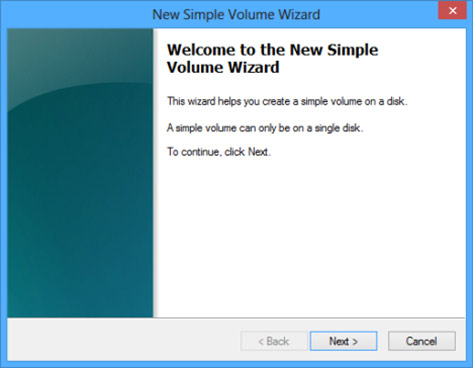 New Simple Volume Wizard
Welcome to the New Simple
Volume Wizard
This wizard helps you create a simple volume on a disk.
A simple volume can only be on a single disk.
To continue, click Next.
< Back
Next >
Cancel